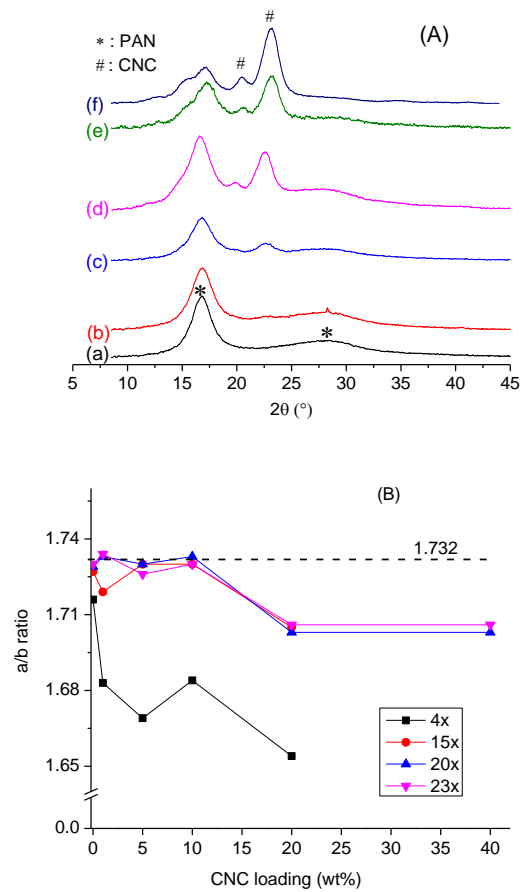 (A)
* : PAN
# : CNC
#
#
(f)
(e)
(d)
(c)
(b)
(a)
*
*
5 10 15 20 25 30 35 40 45
2θ (°)
(B)
1.74
1.732
1.71
1.68
1.65
0.0
a/b ratio
4x
15x
20x
23x
0 5 10 15 20 25 30 35 40
CNC loading (wt%)